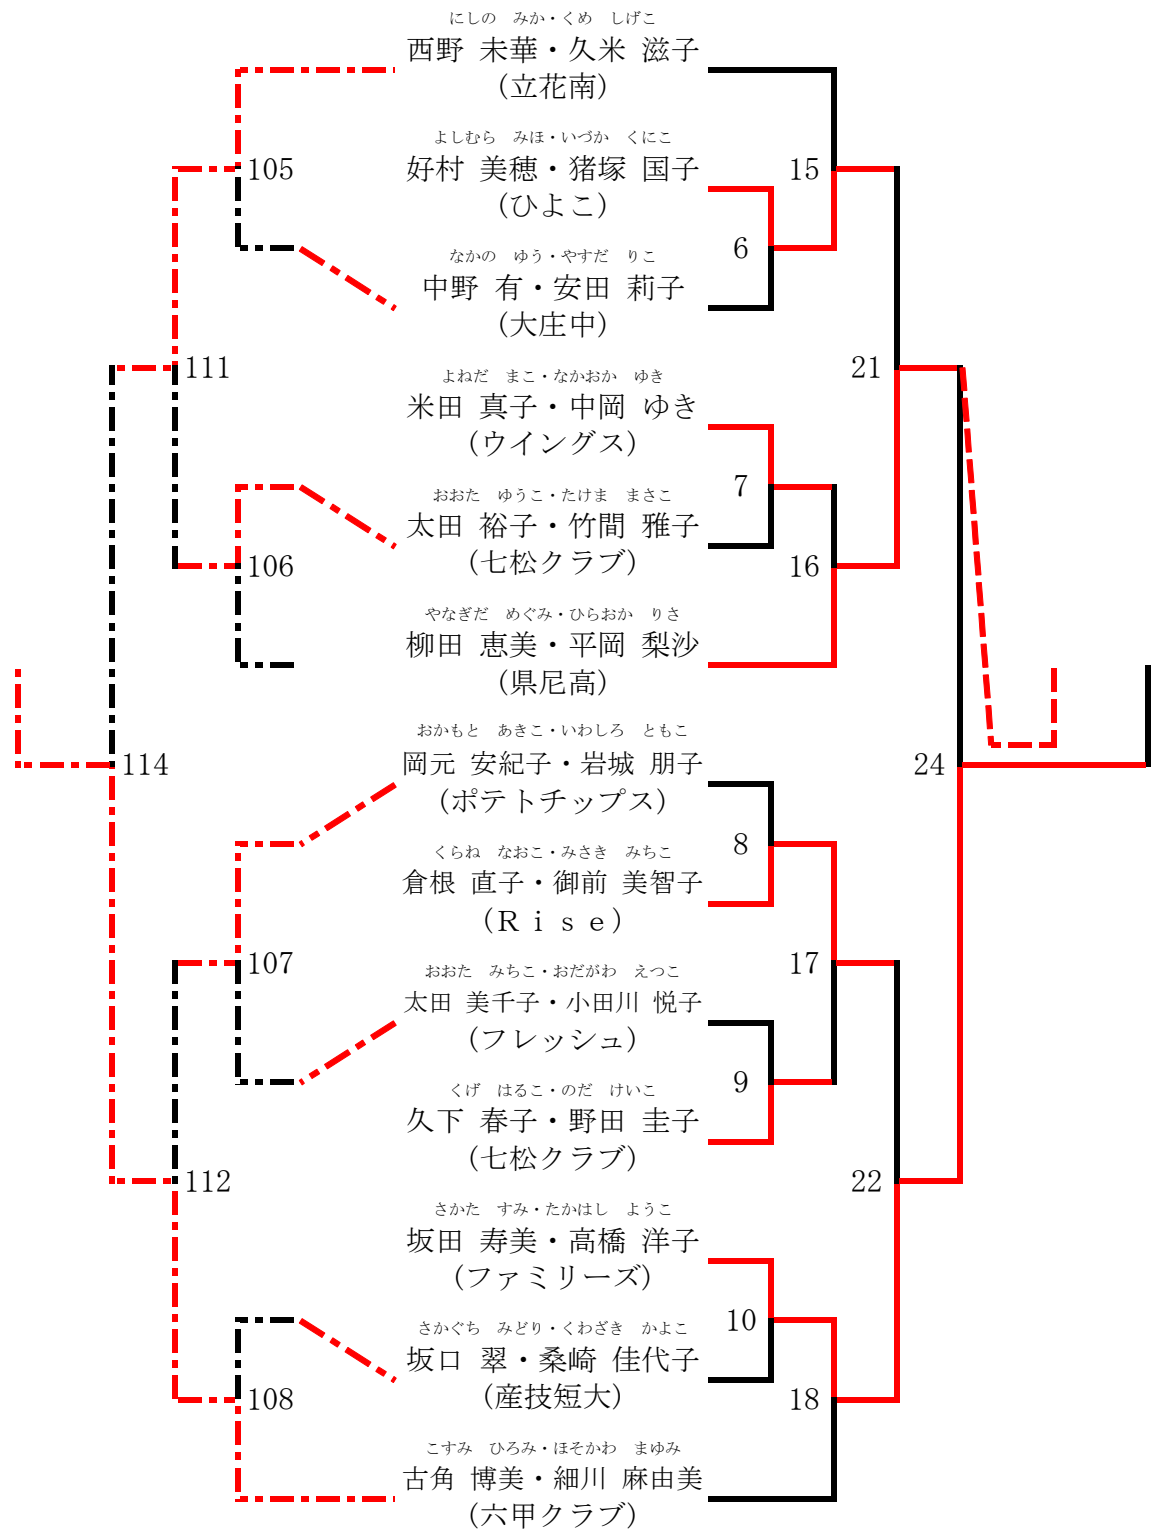 にしの　みか・くめ　しげこ
西野 未華・久米 滋子
(立花南)
よしむら　みほ・いづか　くにこ
105
好村 美穂・猪塚 国子
15
(ひよこ)
6
なかの　ゆう・やすだ　りこ
中野 有・安田 莉子
(大庄中)
111
よねだ　まこ・なかおか　ゆき
21
米田 真子・中岡 ゆき
(ウイングス)
7
おおた　ゆうこ・たけま　まさこ
太田 裕子・竹間 雅子
106
(七松クラブ)
16
やなぎだ　めぐみ・ひらおか　りさ
柳田 恵美・平岡 梨沙
(県尼高)
おかもと　あきこ・いわしろ　ともこ
114
岡元 安紀子・岩城 朋子
24
(ポテトチップス)
8
くらね　なおこ・みさき　みちこ
倉根 直子・御前 美智子
(Ｒｉｓｅ)
107
おおた　みちこ・おだがわ　えつこ
17
太田 美千子・小田川 悦子
(フレッシュ)
9
くげ　はるこ・のだ　けいこ
久下 春子・野田 圭子
(七松クラブ)
112
22
さかた　すみ・たかはし　ようこ
坂田 寿美・高橋 洋子
(ファミリーズ)
10
さかぐち　みどり・くわざき　かよこ
坂口 翠・桑崎 佳代子
108
(産技短大)
18
こすみ　ひろみ・ほそかわ　まゆみ
古角 博美・細川 麻由美
(六甲クラブ)